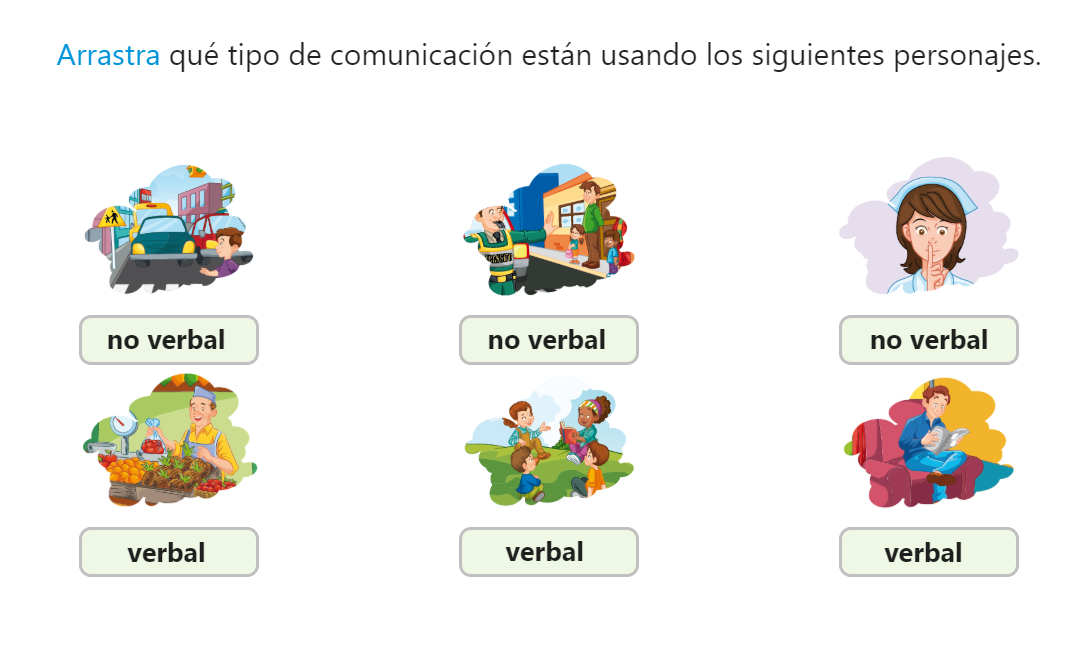 Arrastra qué tipo de comunicación están usando los siguientes personajes.
no verbal
no verbal
no verbal
verbal
verbal
verbal